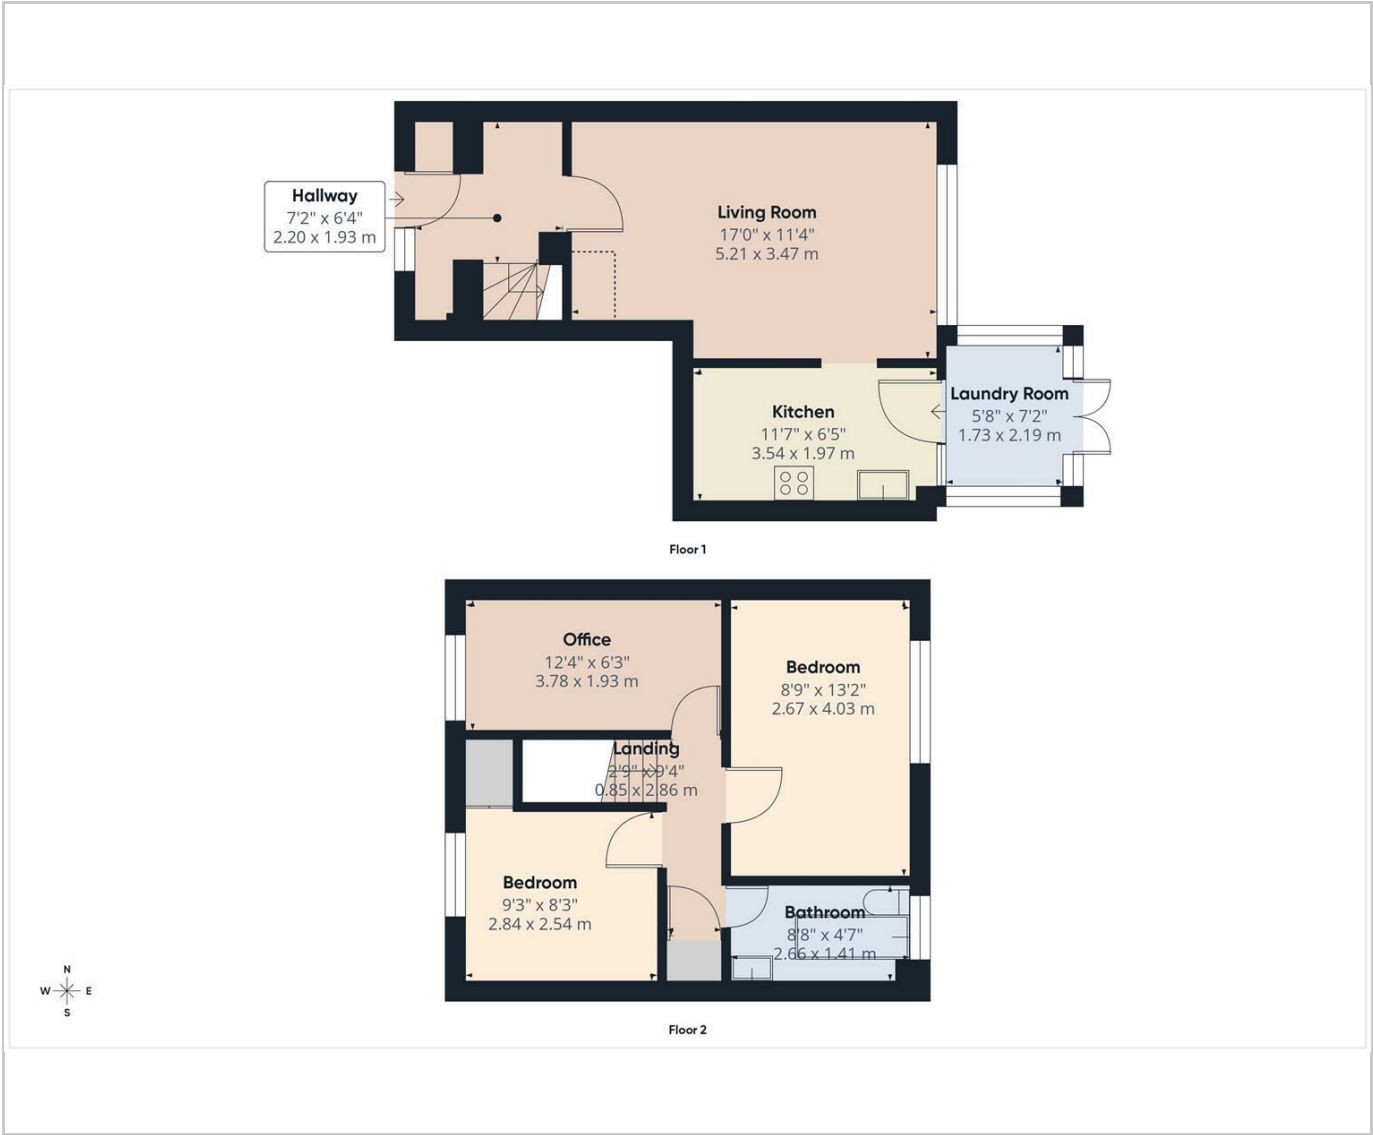 Hallway
7'2" x 6'4"
2.20 x 1.93 m
Living Room
17'0" x 11'4"
5.21 x 3.47 m
Laundry Room
5'8" x 7'2"
1.73 x 2.19 m
Kitchen
11'7" x 6'5"
3.54 x 1.97 m
Floor 1
Office
12'4" x 6'3"
3.78 x 1.93 m
Bedroom
8'9" x 13'2"
2.67 x 4.03 m
Landing
2'9" x 9'4"
0.85 x 2.86 m
Bedroom
9'3" x 8'3"
2.84 x 2.54 m
Bathroom
8'8" x 4'7"
2.66 x 1.41 m
N
W E
S
Floor 2